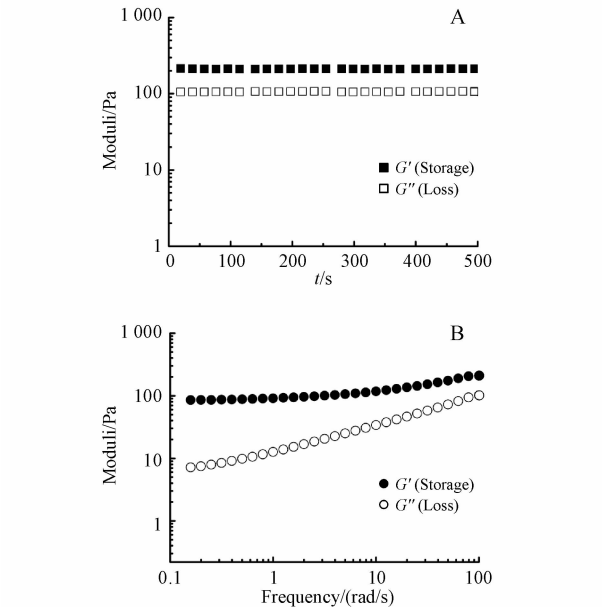 A
1 000
100
10
1
Moduli/Pa
G′ (Storage)
G″ (Loss)
0 100 200 300 400 500
t/s
B
1 000
100
10
1
Moduli/Pa
G′ (Storage)
G″ (Loss)
0.1 1 10 100
Frequency/(rad/s)